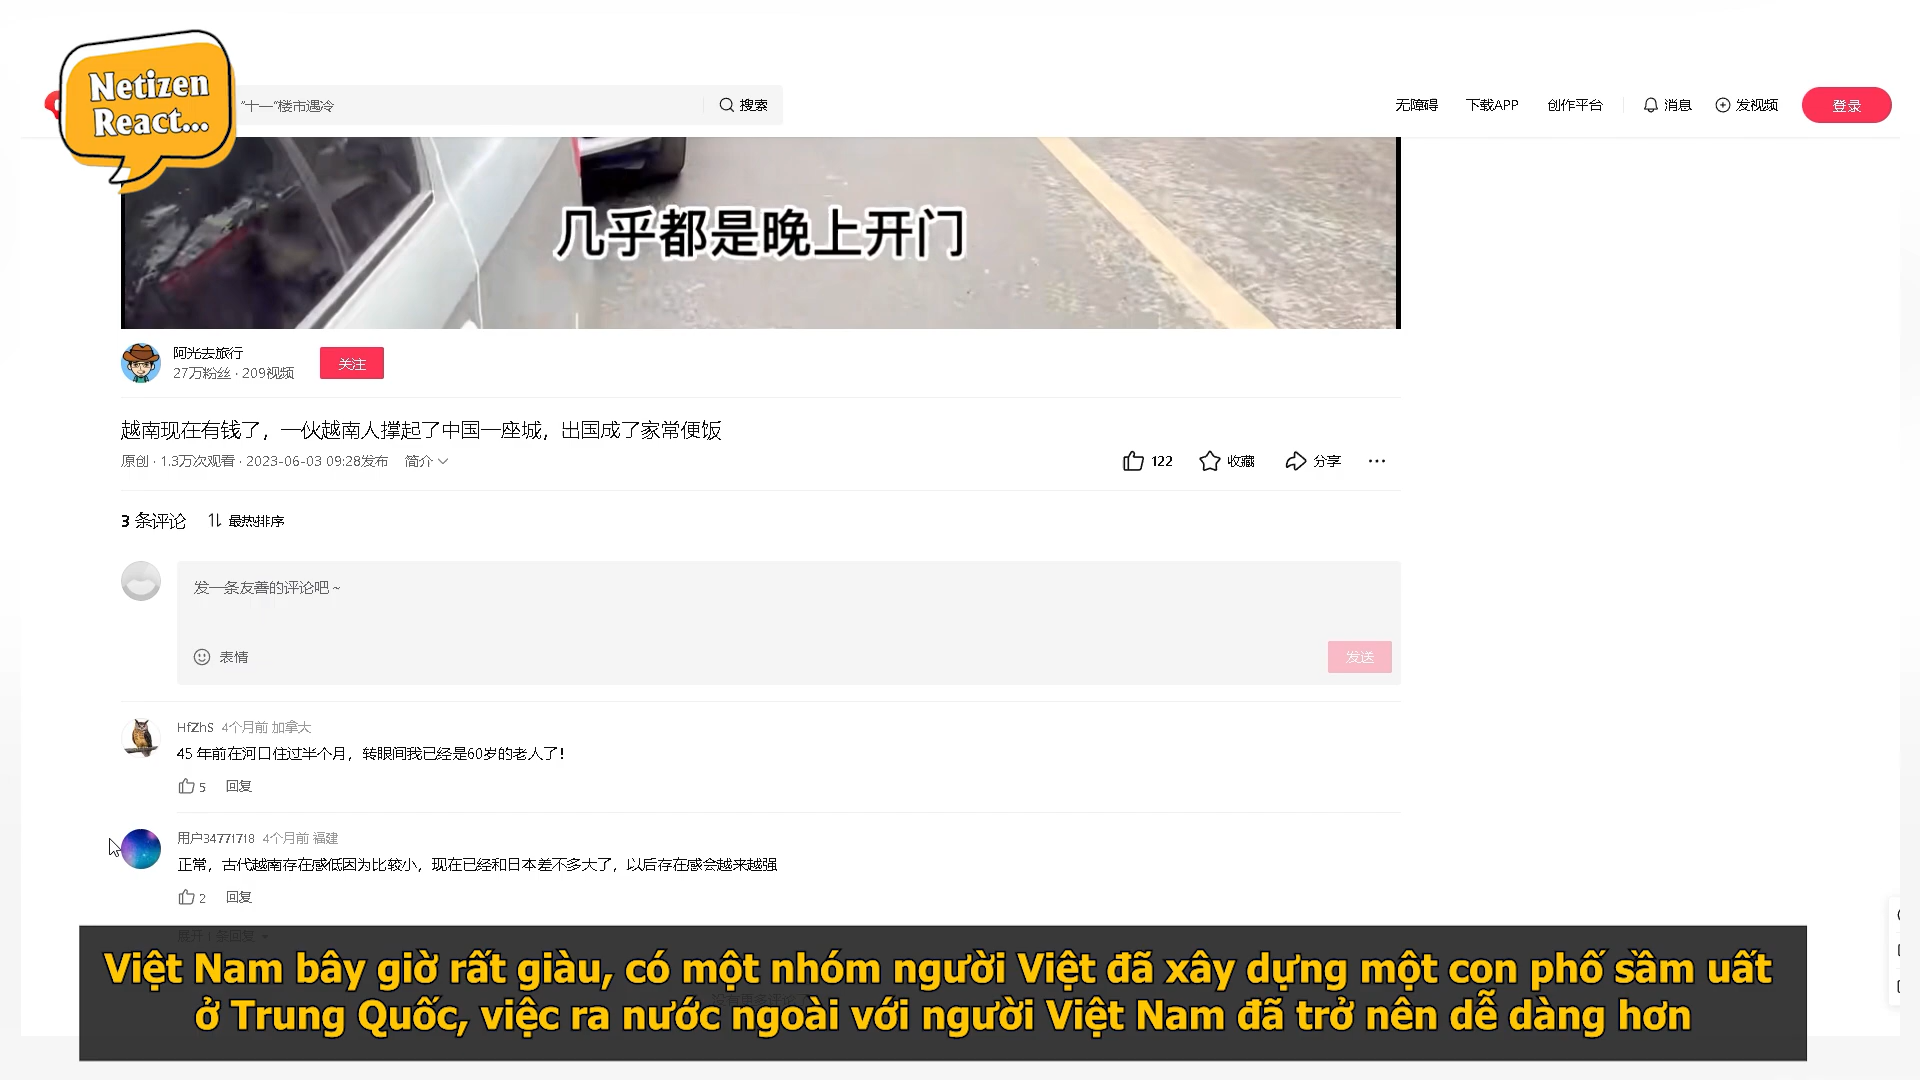 Netizen
React...
"十一"楼市遇冷
搜索
无障碍
下载APP
创作平台
消息
发视频
登录
几乎都是晚上开门
阿光去旅行
27万粉丝 · 209视频
关注
越南现在有钱了，一伙越南人撑起了中国一座城，出国成了家常便饭
原创 · 1.3万次观看 · 2023-06-03 09:28发布 简介
122
收藏
分享
3 条评论
最热排序
发一条友善的评论吧～
表情
发送
HfZhS 4个月前 加拿大
45 年前在河口住过半个月，转眼间我已经是60岁的老人了！
5 回复
用户34771718 4个月前 福建
正常，古代越南存在感低因为比较小，现在已经和日本差不多大了，以后存在感会越来越强
2 回复
展开1条回复
Việt Nam bây giờ rất giàu, có một nhóm người Việt đã xây dựng một con phố sầm uất
ở Trung Quốc, việc ra nước ngoài với người Việt Nam đã trở nên dễ dàng hơn